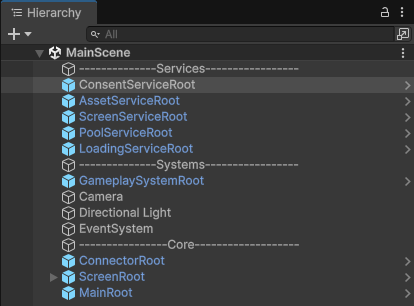 Hierarchy
All
MainScene
--------------Services-----------------
ConsentServiceRoot
AssetServiceRoot
ScreenServiceRoot
PoolServiceRoot
LoadingServiceRoot
--------------Systems-----------------
GameplaySystemRoot
Camera
Directional Light
EventSystem
----------------Core-------------------
ConnectorRoot
ScreenRoot
MainRoot